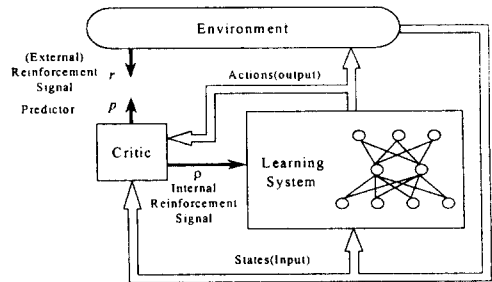 Environment
(External)
Reinforcement
Signal
r
Actions(output)
Predictor
p
Critic
Learning
System
ρ
Internal
Reinforcement
Signal
States(Input)